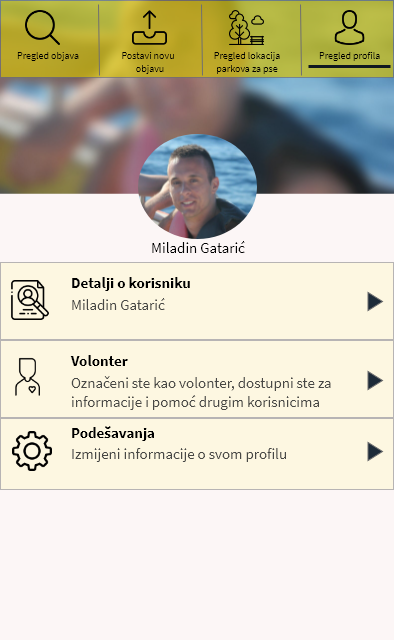 Pregled objava
Postavi novu
objavu
Pregled lokacija
parkova za pse
Pregled profila
Miladin Gatarić
Detalji o korisniku
Miladin Gatarić
Volonter
Označeni ste kao volonter, dostupni ste za
informacije i pomoć drugim korisnicima
Podešavanja
Izmijeni informacije o svom profilu